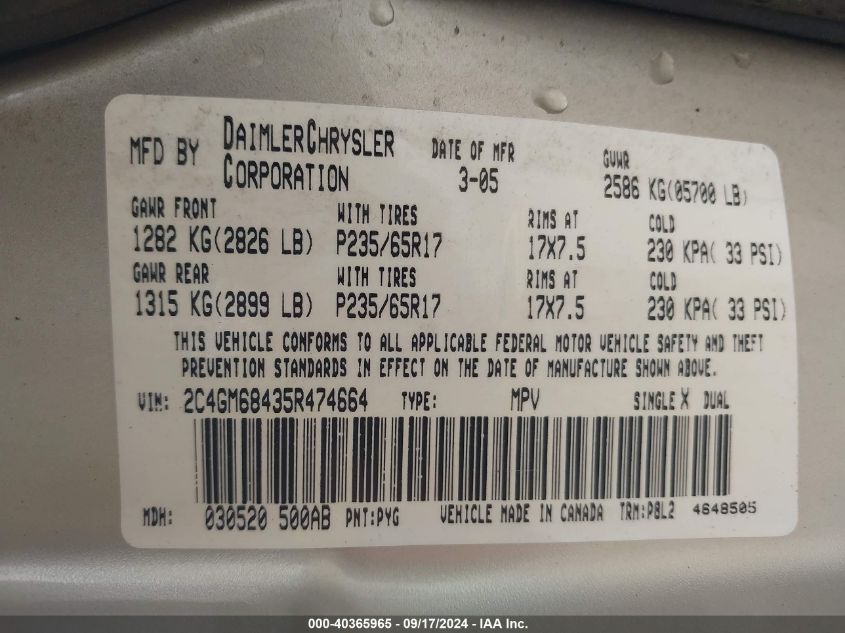 MFD BY DAIMLERCHRYSLER CORPORATION DATE OF MFR 3-05 GVWR 2586 KG(05700 LB)
GAWR FRONT WITH TIRES RIMS AT COLD
1282 KG(2826 LB) P235/65R17 17X7.5 230 KPA( 33 PSI)
GAWR REAR WITH TIRES RIMS AT COLD
1315 KG(2899 LB) P235/65R17 17X7.5 230 KPA( 33 PSI)
THIS VEHICLE CONFORMS TO ALL APPLICABLE FEDERAL MOTOR VEHICLE SAFETY AND THEFT
PREVENTION STANDARDS IN EFFECT ON THE DATE OF MANUFACTURE SHOWN ABOVE.
VIN: 2C4GM68435R474664 TYPE: MPV SINGLE X DUAL
MDH: 030520 500AB PNT:PYG VEHICLE MADE IN CANADA TRM:P8L2 4648505
000-40365965 - 09/17/2024 - IAA Inc.